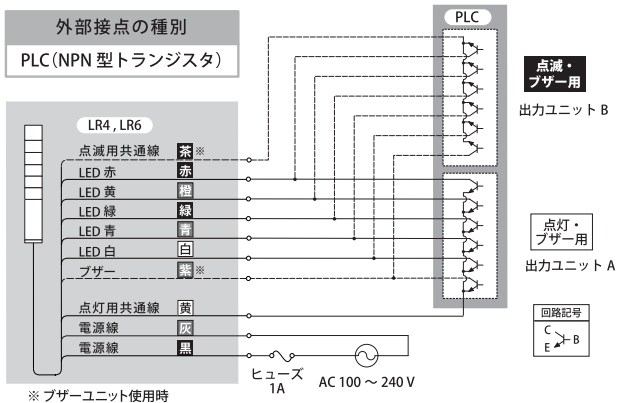 外部接点の種別
PLC(NPN 型トランジスタ)
PLC
LR4 , LR6
点滅用共通線 茶 ※
LED 赤 赤
LED 黄 橙
LED 緑 緑
LED 青 青
LED 白 白
ブザー 紫 ※
点灯用共通線 黄
電源線 灰
電源線 黒
※ ブザーユニット使用時
ヒューズ
1A
AC 100 ～ 240 V
点滅・
ブザー用
出力ユニット B
点灯・
ブザー用
出力ユニット A
回路記号
C
B
E